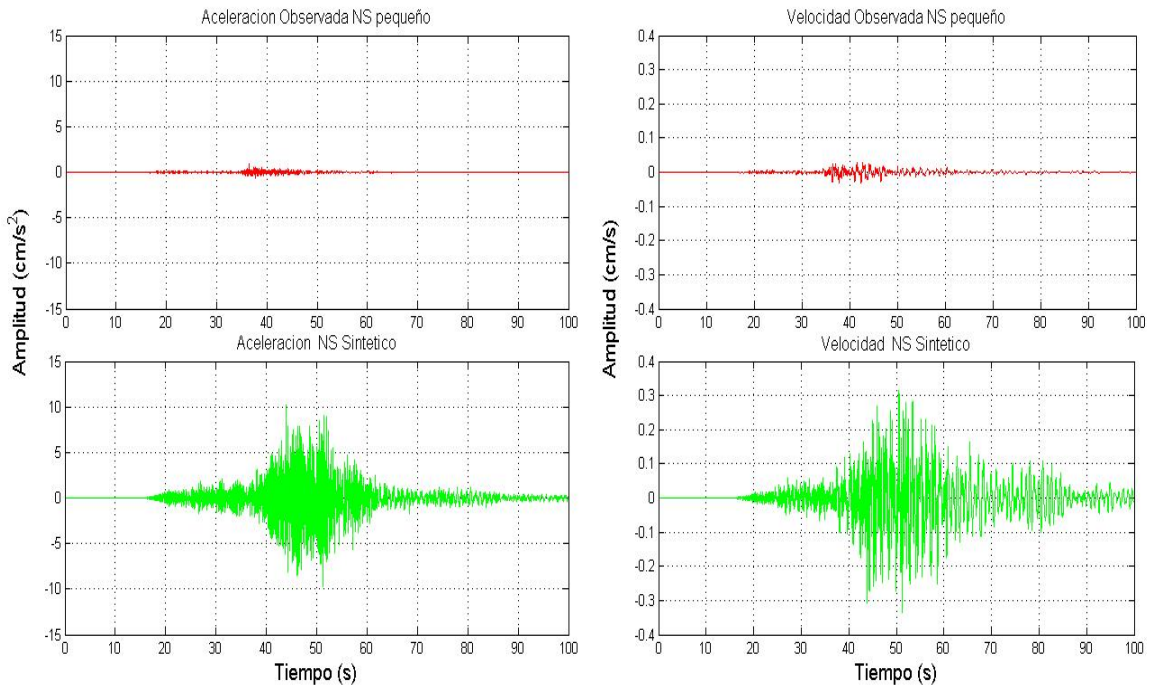 Aceleracion Observada NS pequeño
15
10
5
0
-5
-10
-15
0 10 20 30 40 50 60 70 80 90 100
Velocidad Observada NS pequeño
0.4
0.3
0.2
0.1
0
-0.1
-0.2
-0.3
-0.4
0 10 20 30 40 50 60 70 80 90 100
Amplitud (cm/s²)
Amplitud (cm/s)
Aceleracion NS Sintetico
15
10
5
0
-5
-10
-15
0 10 20 30 40 50 60 70 80 90 100
Tiempo (s)
Velocidad NS Sintetico
0.4
0.3
0.2
0.1
0
-0.1
-0.2
-0.3
-0.4
0 10 20 30 40 50 60 70 80 90 100
Tiempo (s)